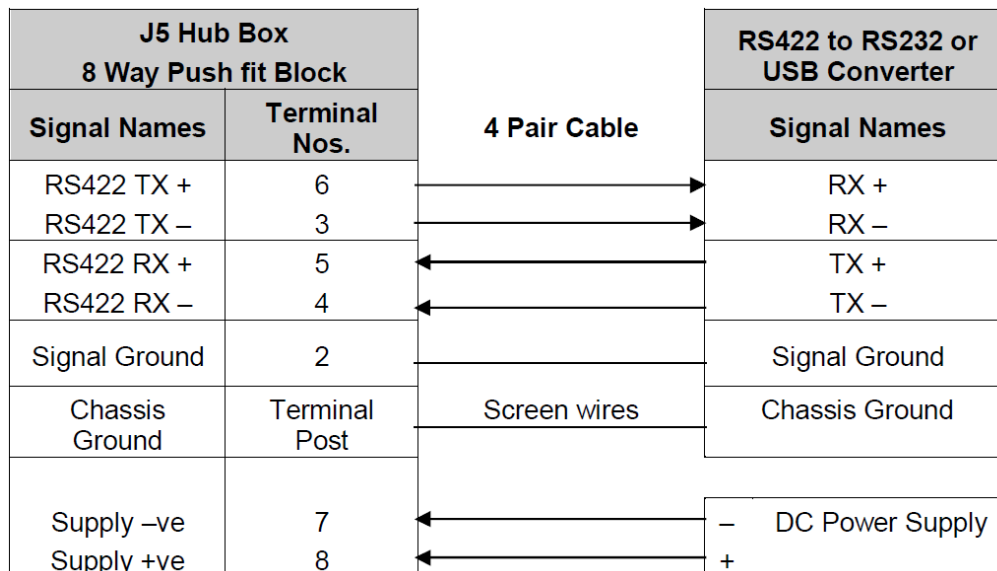 J5 Hub Box
8 Way Push fit Block
RS422 to RS232 or
USB Converter
Signal Names
Terminal
Nos.
4 Pair Cable
Signal Names
RS422 TX + 6 RX +
RS422 TX – 3 RX –
RS422 RX + 5 TX +
RS422 RX – 4 TX –
Signal Ground 2 Signal Ground
Chassis
Ground
Terminal
Post
Screen wires
Chassis Ground
Supply –ve 7 – DC Power Supply
Supply +ve 8 +